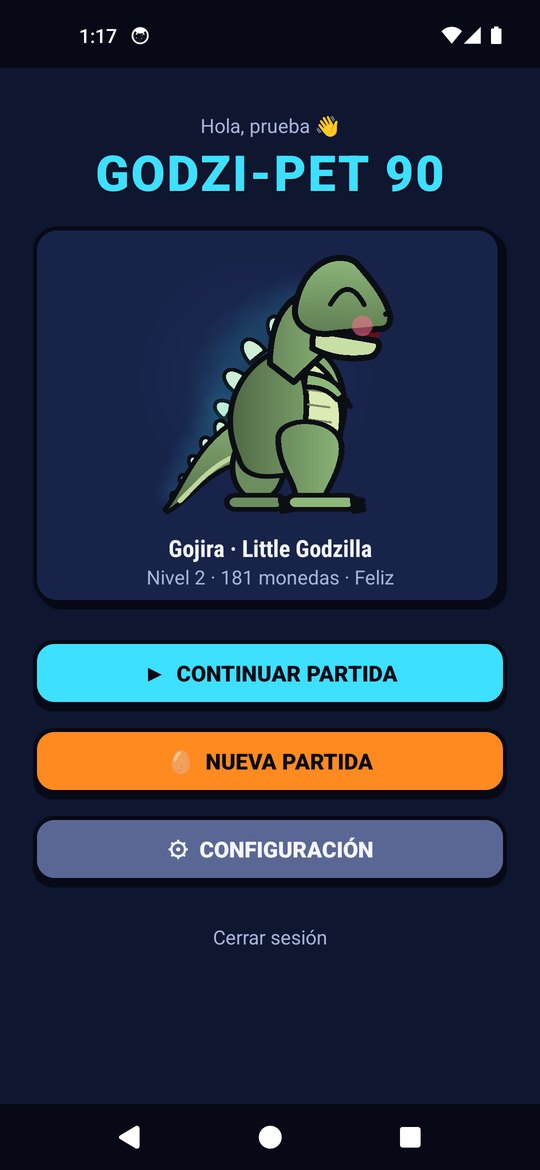 1:17
Hola, prueba 👋
GODZI-PET 90
Gojira · Little Godzilla
Nivel 2 · 181 monedas · Feliz
► CONTINUAR PARTIDA
🥚 NUEVA PARTIDA
⚙ CONFIGURACIÓN
Cerrar sesión